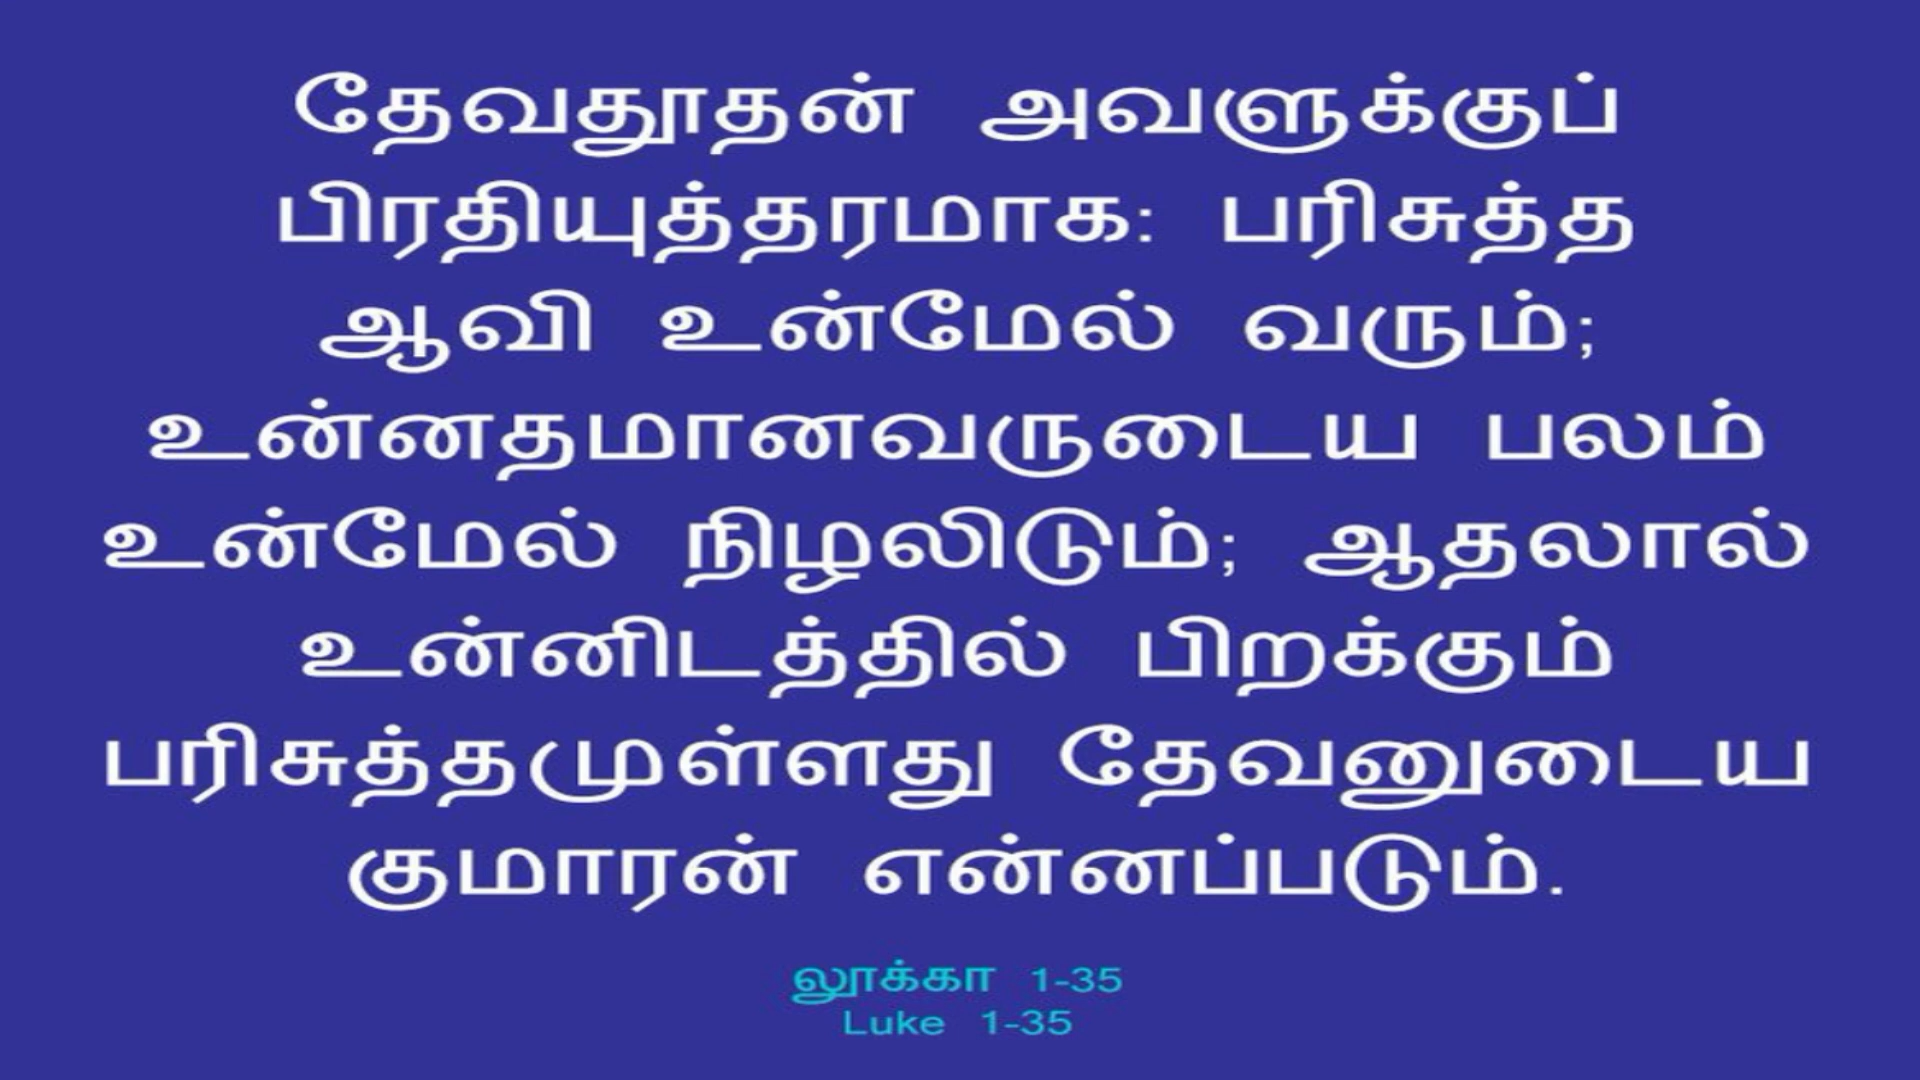 தேவதூதன் அவளுக்குப்
பிரதியுத்தரமாக: பரிசுத்த
ஆவி உன்மேல் வரும்;
உன்னதமானவருடைய பலம்
உன்மேல் நிழலிடும்; ஆதலால்
உன்னிடத்தில் பிறக்கும்
பரிசுத்தமுள்ளது தேவனுடைய
குமாரன் என்னப்படும்.
லூக்கா 1-35
Luke 1-35